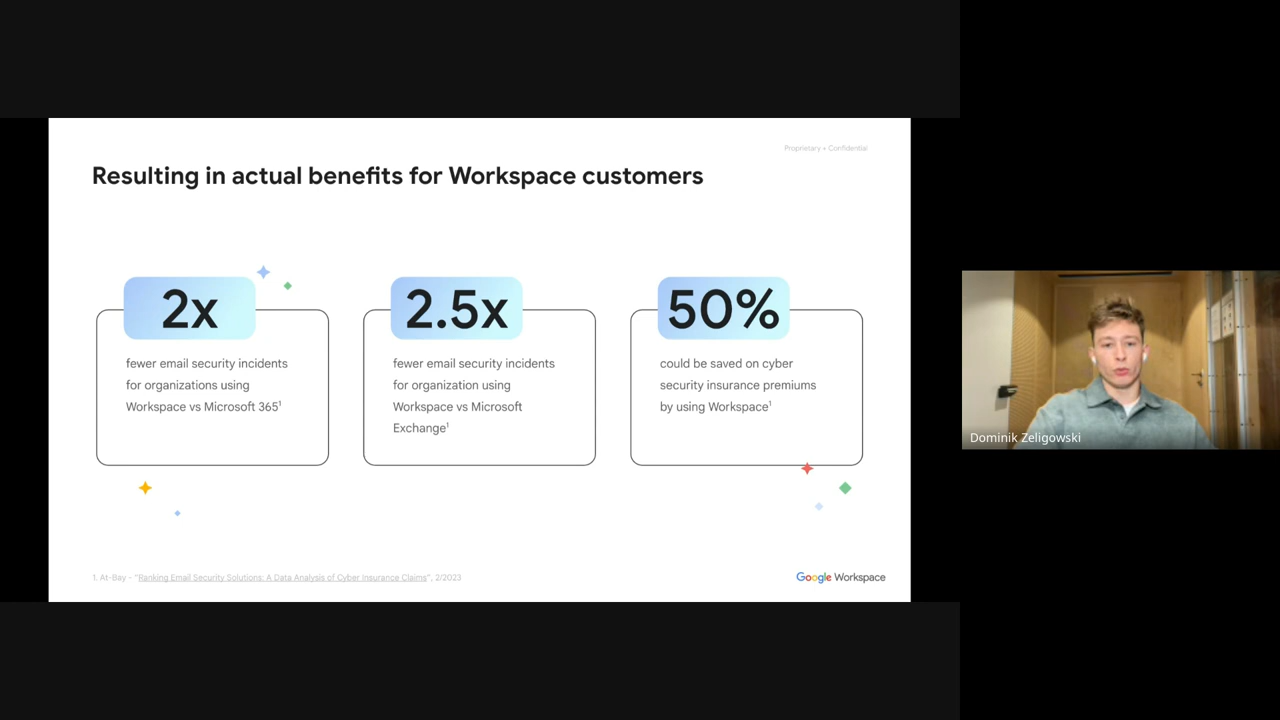 Proprietary + Confidential
Resulting in actual benefits for Workspace customers
2x
fewer email security incidents
for organizations using
Workspace vs Microsoft 365¹
2.5x
fewer email security incidents
for organization using
Workspace vs Microsoft
Exchange¹
50%
could be saved on cyber
security insurance premiums
by using Workspace¹
1. At-Bay - "Ranking Email Security Solutions: A Data Analysis of Cyber Insurance Claims", 2/2023
Google Workspace
Dominik Zeligowski